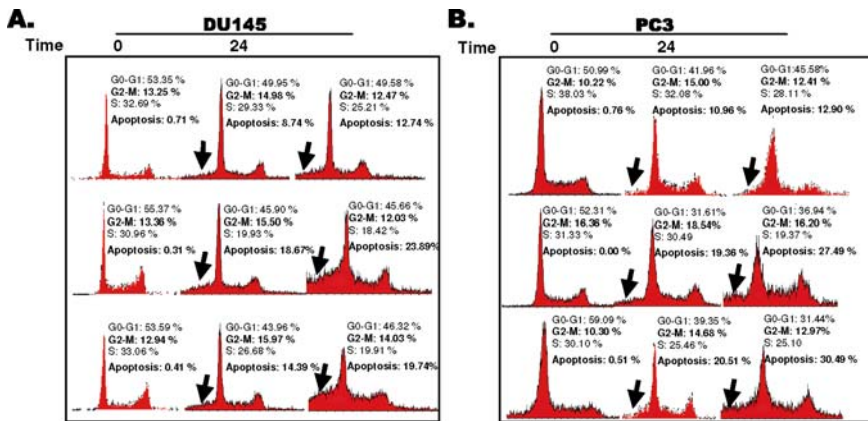 A.
DU145
Time
0
24
G0-G1: 53.35 %
G2-M: 13.25 %
S: 32.69 %
Apoptosis: 0.71 %
G0-G1: 49.95 %
G2-M: 14.98 %
S: 29.33 %
Apoptosis: 8.74 %
G0-G1: 49.58 %
G2-M: 12.47 %
S: 25.21 %
Apoptosis: 12.74 %
G0-G1: 55.37 %
G2-M: 13.36 %
S: 30.96 %
Apoptosis: 0.31 %
G0-G1: 45.90 %
G2-M: 15.50 %
S: 19.93 %
Apoptosis: 18.67%
G0-G1: 45.66 %
G2-M: 12.03 %
S: 18.42 %
Apoptosis: 23.89%
G0-G1: 53.59 %
G2-M: 12.94 %
S: 33.06 %
Apoptosis: 0.41 %
G0-G1: 43.96 %
G2-M: 15.97 %
S: 26.68 %
Apoptosis: 14.39 %
G0-G1: 46.32 %
G2-M: 14.03 %
S: 19.91 %
Apoptosis: 19.74%
B.
PC3
Time
0
24
G0-G1: 50.99 %
G2-M: 10.22 %
S: 38.03 %
Apoptosis: 0.76 %
G0-G1: 41.96 %
G2-M: 15.00 %
S: 32.08 %
Apoptosis: 10.96 %
G0-G1:45.58%
G2-M: 12.41 %
S: 28.11 %
Apoptosis: 12.90 %
G0-G1: 52.31 %
G2-M: 16.36 %
S: 31.33 %
Apoptosis: 0.00 %
G0-G1: 31.61%
G2-M: 18.54%
S: 30.49
Apoptosis: 19.36 %
G0-G1: 36.94 %
G2-M: 16.20 %
S: 19.37 %
Apoptosis: 27.49 %
G0-G1: 59.09 %
G2-M: 10.30 %
S: 30.10 %
Apoptosis: 0.51 %
G0-G1: 39.35 %
G2-M: 14.68 %
S: 25.46 %
Apoptosis: 20.51 %
G0-G1: 31.44%
G2-M: 12.97%
S: 25.10
Apoptosis: 30.49 %